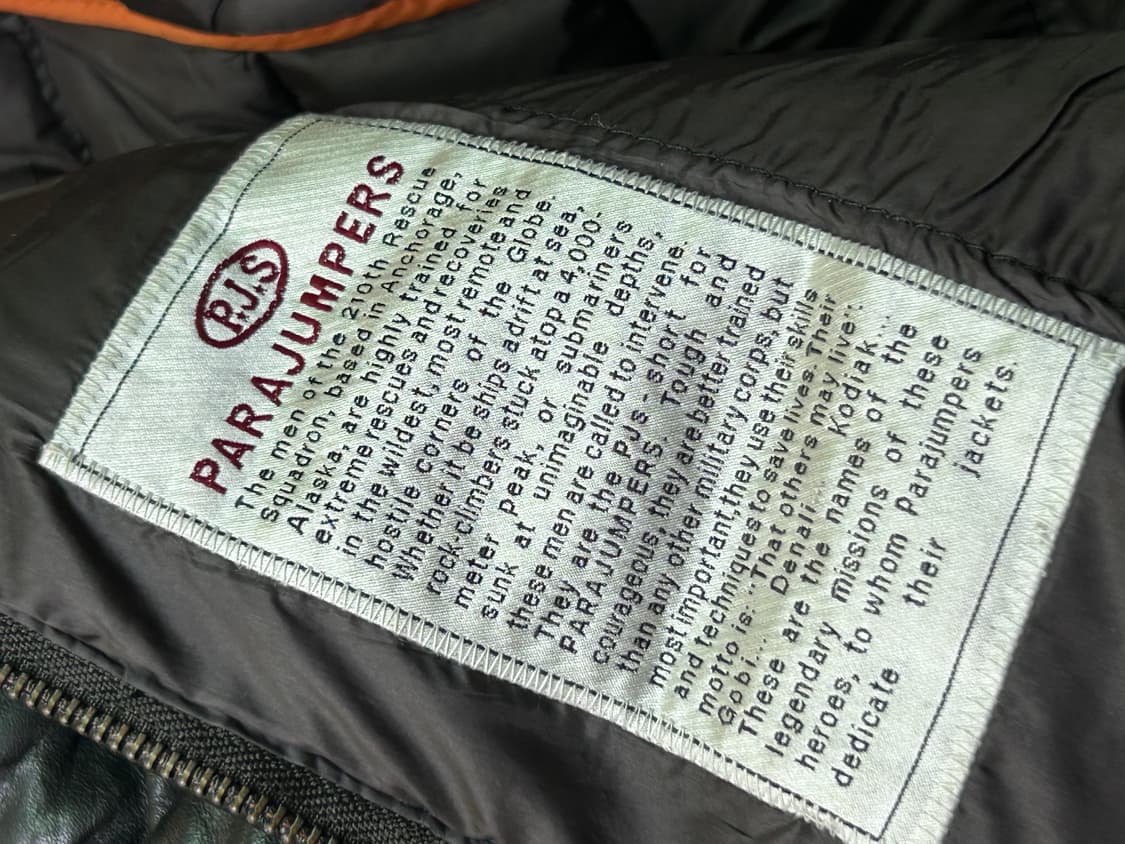 P.J.S
PARAJUMPERS
The men of the 210th Rescue
squadron, based in Anchorage,
Alaska, are highly trained for
extreme rescues and recoveries
in the wildest, most remote and
hostile corners of the Globe.
Whether it be ships adrift at sea,
rock-climbers stuck atop a 4,000-
meter peak, or submariners
sunk at unimaginable depths,
these men are called to intervene.
They are the PJs - short for
PARAJUMPERS. Tough and
courageous, they are better trained
than any other military corps, but
most important, they use their skills
and techniques to save lives. Their
motto is: "That others may live":
Gobi... Denali... Kodiak...
These are the names of the
legendary missions of these
heroes, to whom Parajumpers
dedicate their jackets.